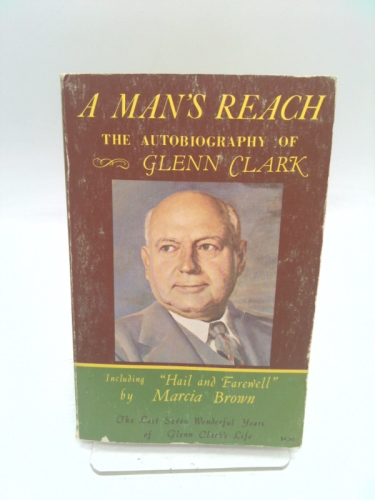 A MAN'S REACH
THE AUTOBIOGRAPHY OF
GLENN CLARK
Including "Hail and Farewell"
by Marcia Brown
The Last Seven Wonderful Years
of Glenn Clark's Life